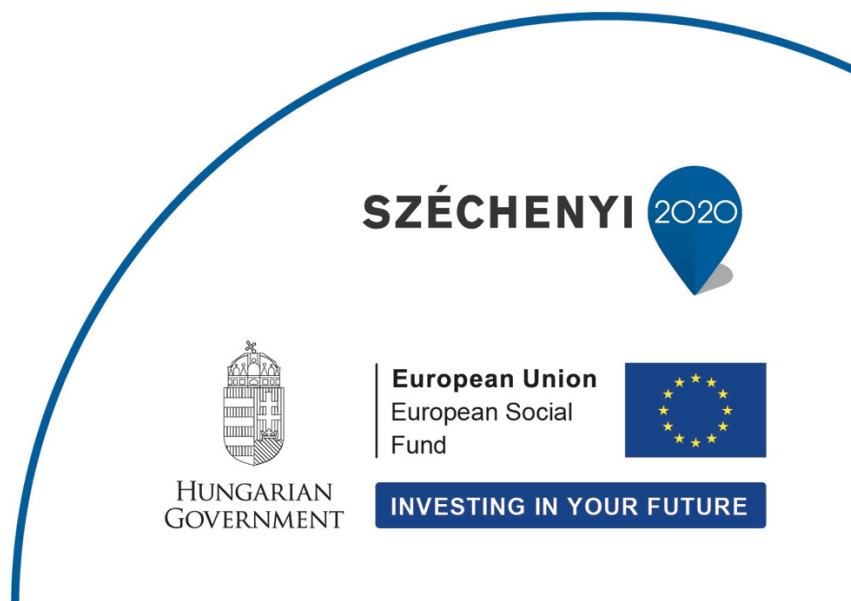 SZÉCHENYI 2020
European Union
European Social
Fund
HUNGARIAN
GOVERNMENT
INVESTING IN YOUR FUTURE